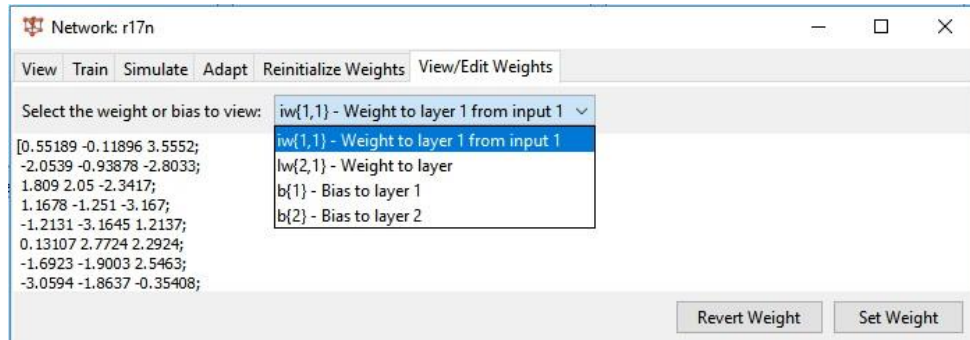 Network: r17n
View Train Simulate Adapt Reinitialize Weights View/Edit Weights
Select the weight or bias to view: iw{1,1} - Weight to layer 1 from input 1
iw{1,1} - Weight to layer 1 from input 1
lw{2,1} - Weight to layer
b{1} - Bias to layer 1
b{2} - Bias to layer 2
[0.55189 -0.11896 3.5552;
-2.0539 -0.93878 -2.8033;
1.809 2.05 -2.3417;
1.1678 -1.251 -3.167;
-1.2131 -3.1645 1.2137;
0.13107 2.7724 2.2924;
-1.6923 -1.9003 2.5463;
-3.0594 -1.8637 -0.35408;
Revert Weight Set Weight